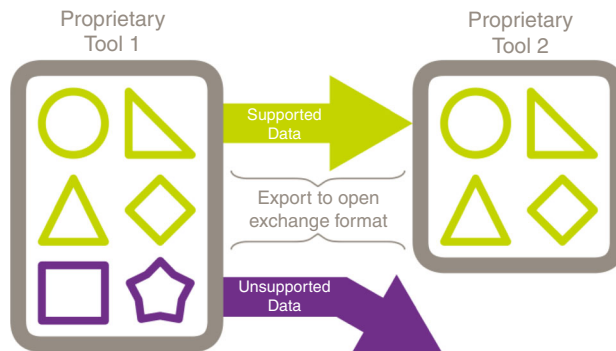 Proprietary
Tool 1
Proprietary
Tool 2
Supported
Data
Export to open
exchange format
Unsupported
Data